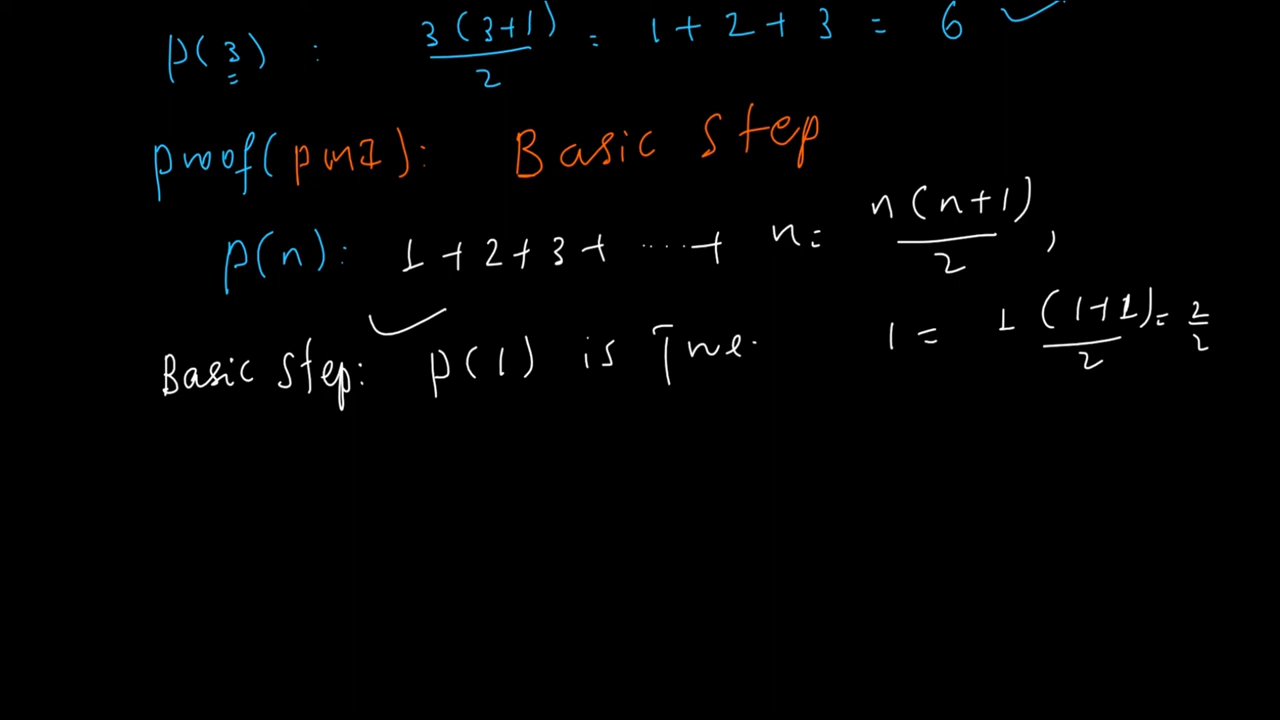 p(3) : 3(3+1)/2 = 1+2+3 = 6 ✓
proof(pmI): Basic Step
p(n): 1+2+3+ ..... + n = n(n+1)/2 ,
Basic Step: p(1) is True. 1 = 1(1+1)/2 = 2/2